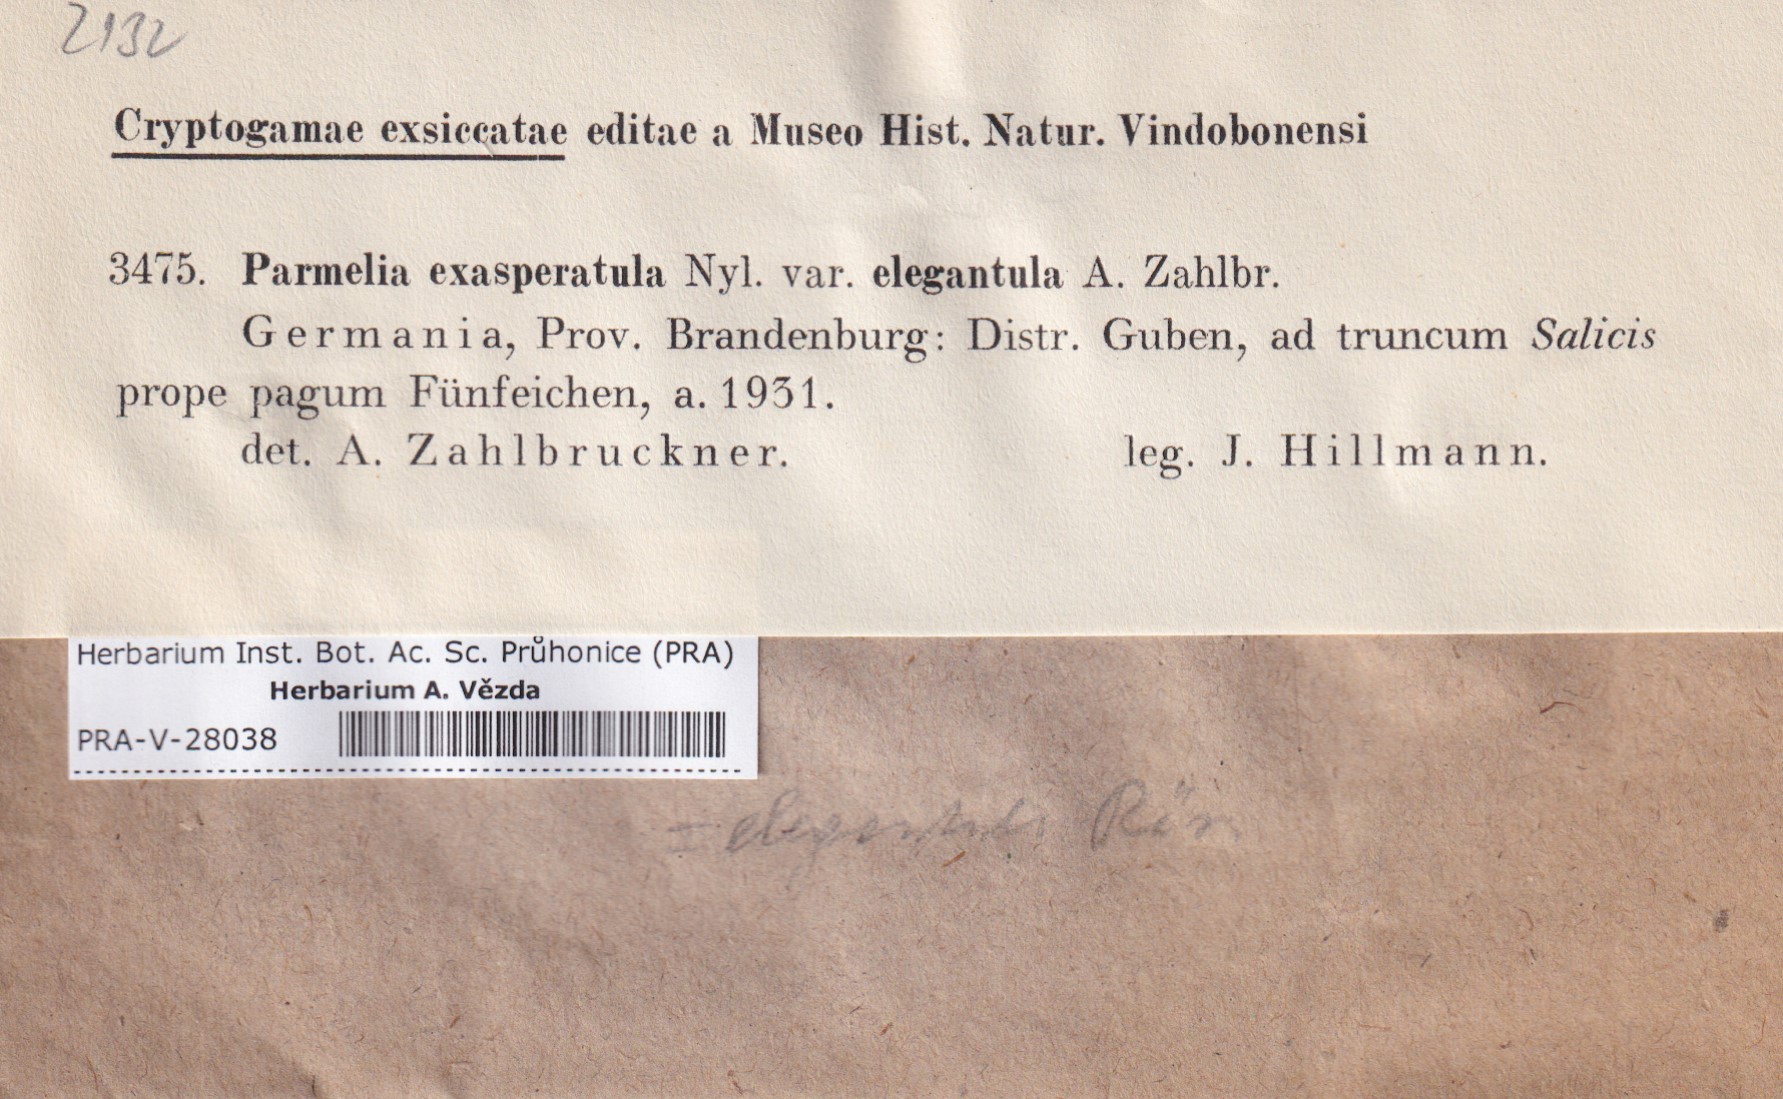 2132
Cryptogamae exsiccatae editae a Museo Hist. Natur. Vindobonensi
3475. Parmelia exasperatula Nyl. var. elegantula A. Zahlbr.
Germania, Prov. Brandenburg: Distr. Guben, ad truncum Salicis
prope pagum Fünfeichen, a. 1931.
det. A. Zahlbruckner. leg. J. Hillmann.
Herbarium Inst. Bot. Ac. Sc. Průhonice (PRA)
Herbarium A. Vězda
PRA-V-28038
= elegantula